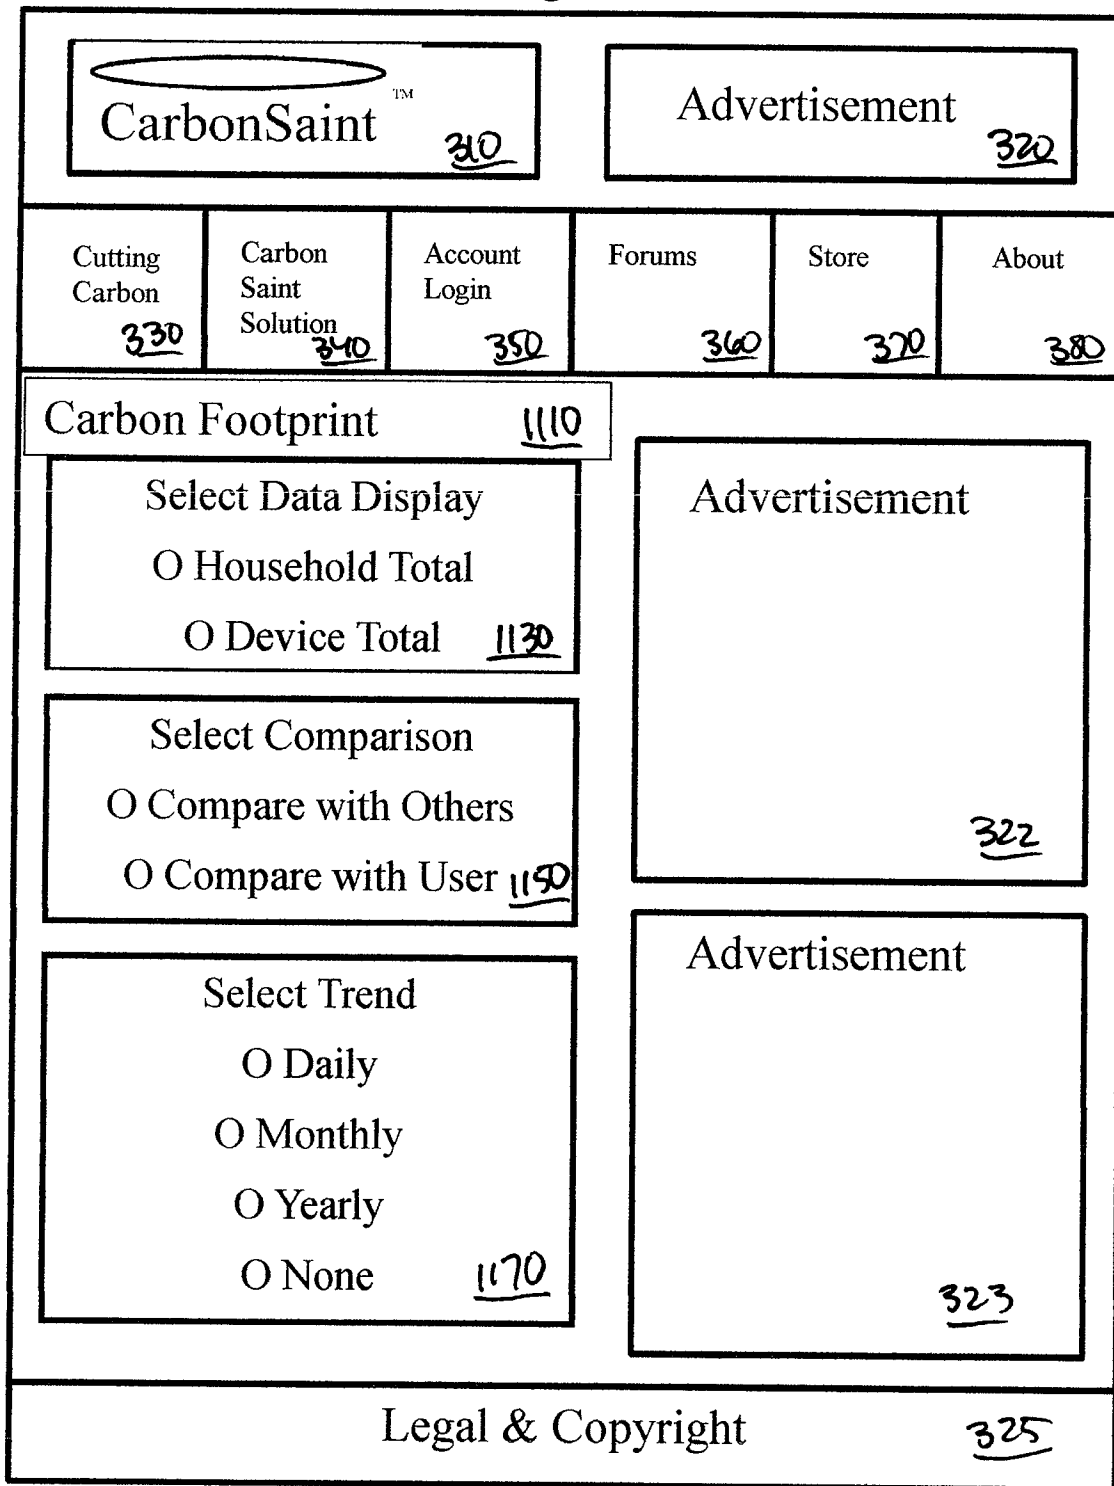 CarbonSaint ™
310
Advertisement
320
Cutting
Carbon
330
Carbon
Saint
Solution
340
Account
Login
350
Forums
360
Store
370
About
380
Carbon Footprint 1110
Select Data Display
O Household Total
O Device Total 1130
Select Comparison
O Compare with Others
O Compare with User 1150
Select Trend
O Daily
O Monthly
O Yearly
O None 1170
Advertisement
322
Advertisement
323
Legal & Copyright 325